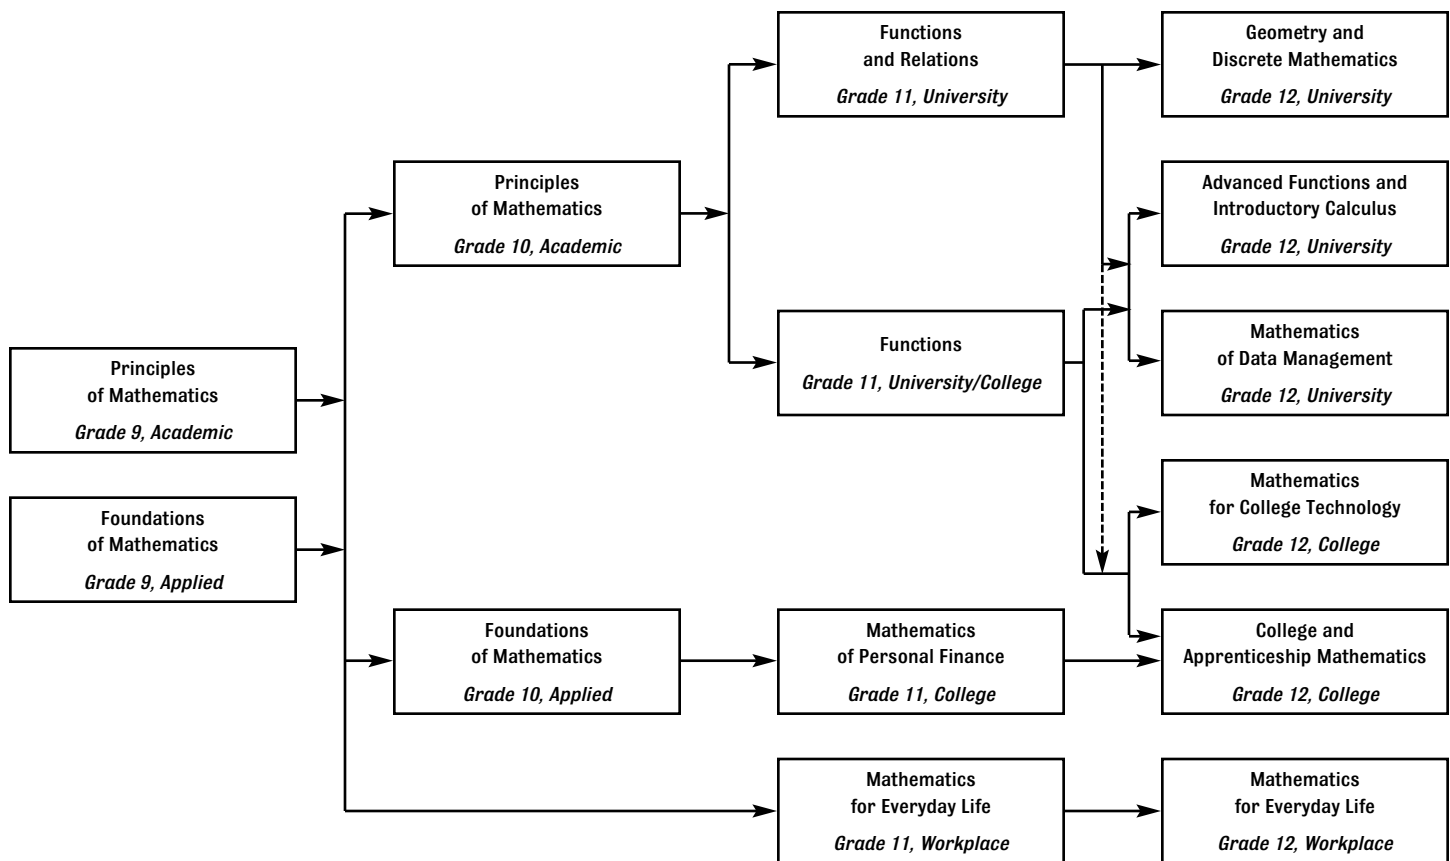 Functions
and Relations
Grade 11, University
Geometry and
Discrete Mathematics
Grade 12, University
Principles
of Mathematics
Grade 10, Academic
Advanced Functions and
Introductory Calculus
Grade 12, University
Functions
Grade 11, University/College
Mathematics
of Data Management
Grade 12, University
Principles
of Mathematics
Grade 9, Academic
Foundations
of Mathematics
Grade 9, Applied
Mathematics
for College Technology
Grade 12, College
Foundations
of Mathematics
Grade 10, Applied
Mathematics
of Personal Finance
Grade 11, College
College and
Apprenticeship Mathematics
Grade 12, College
Mathematics
for Everyday Life
Grade 11, Workplace
Mathematics
for Everyday Life
Grade 12, Workplace